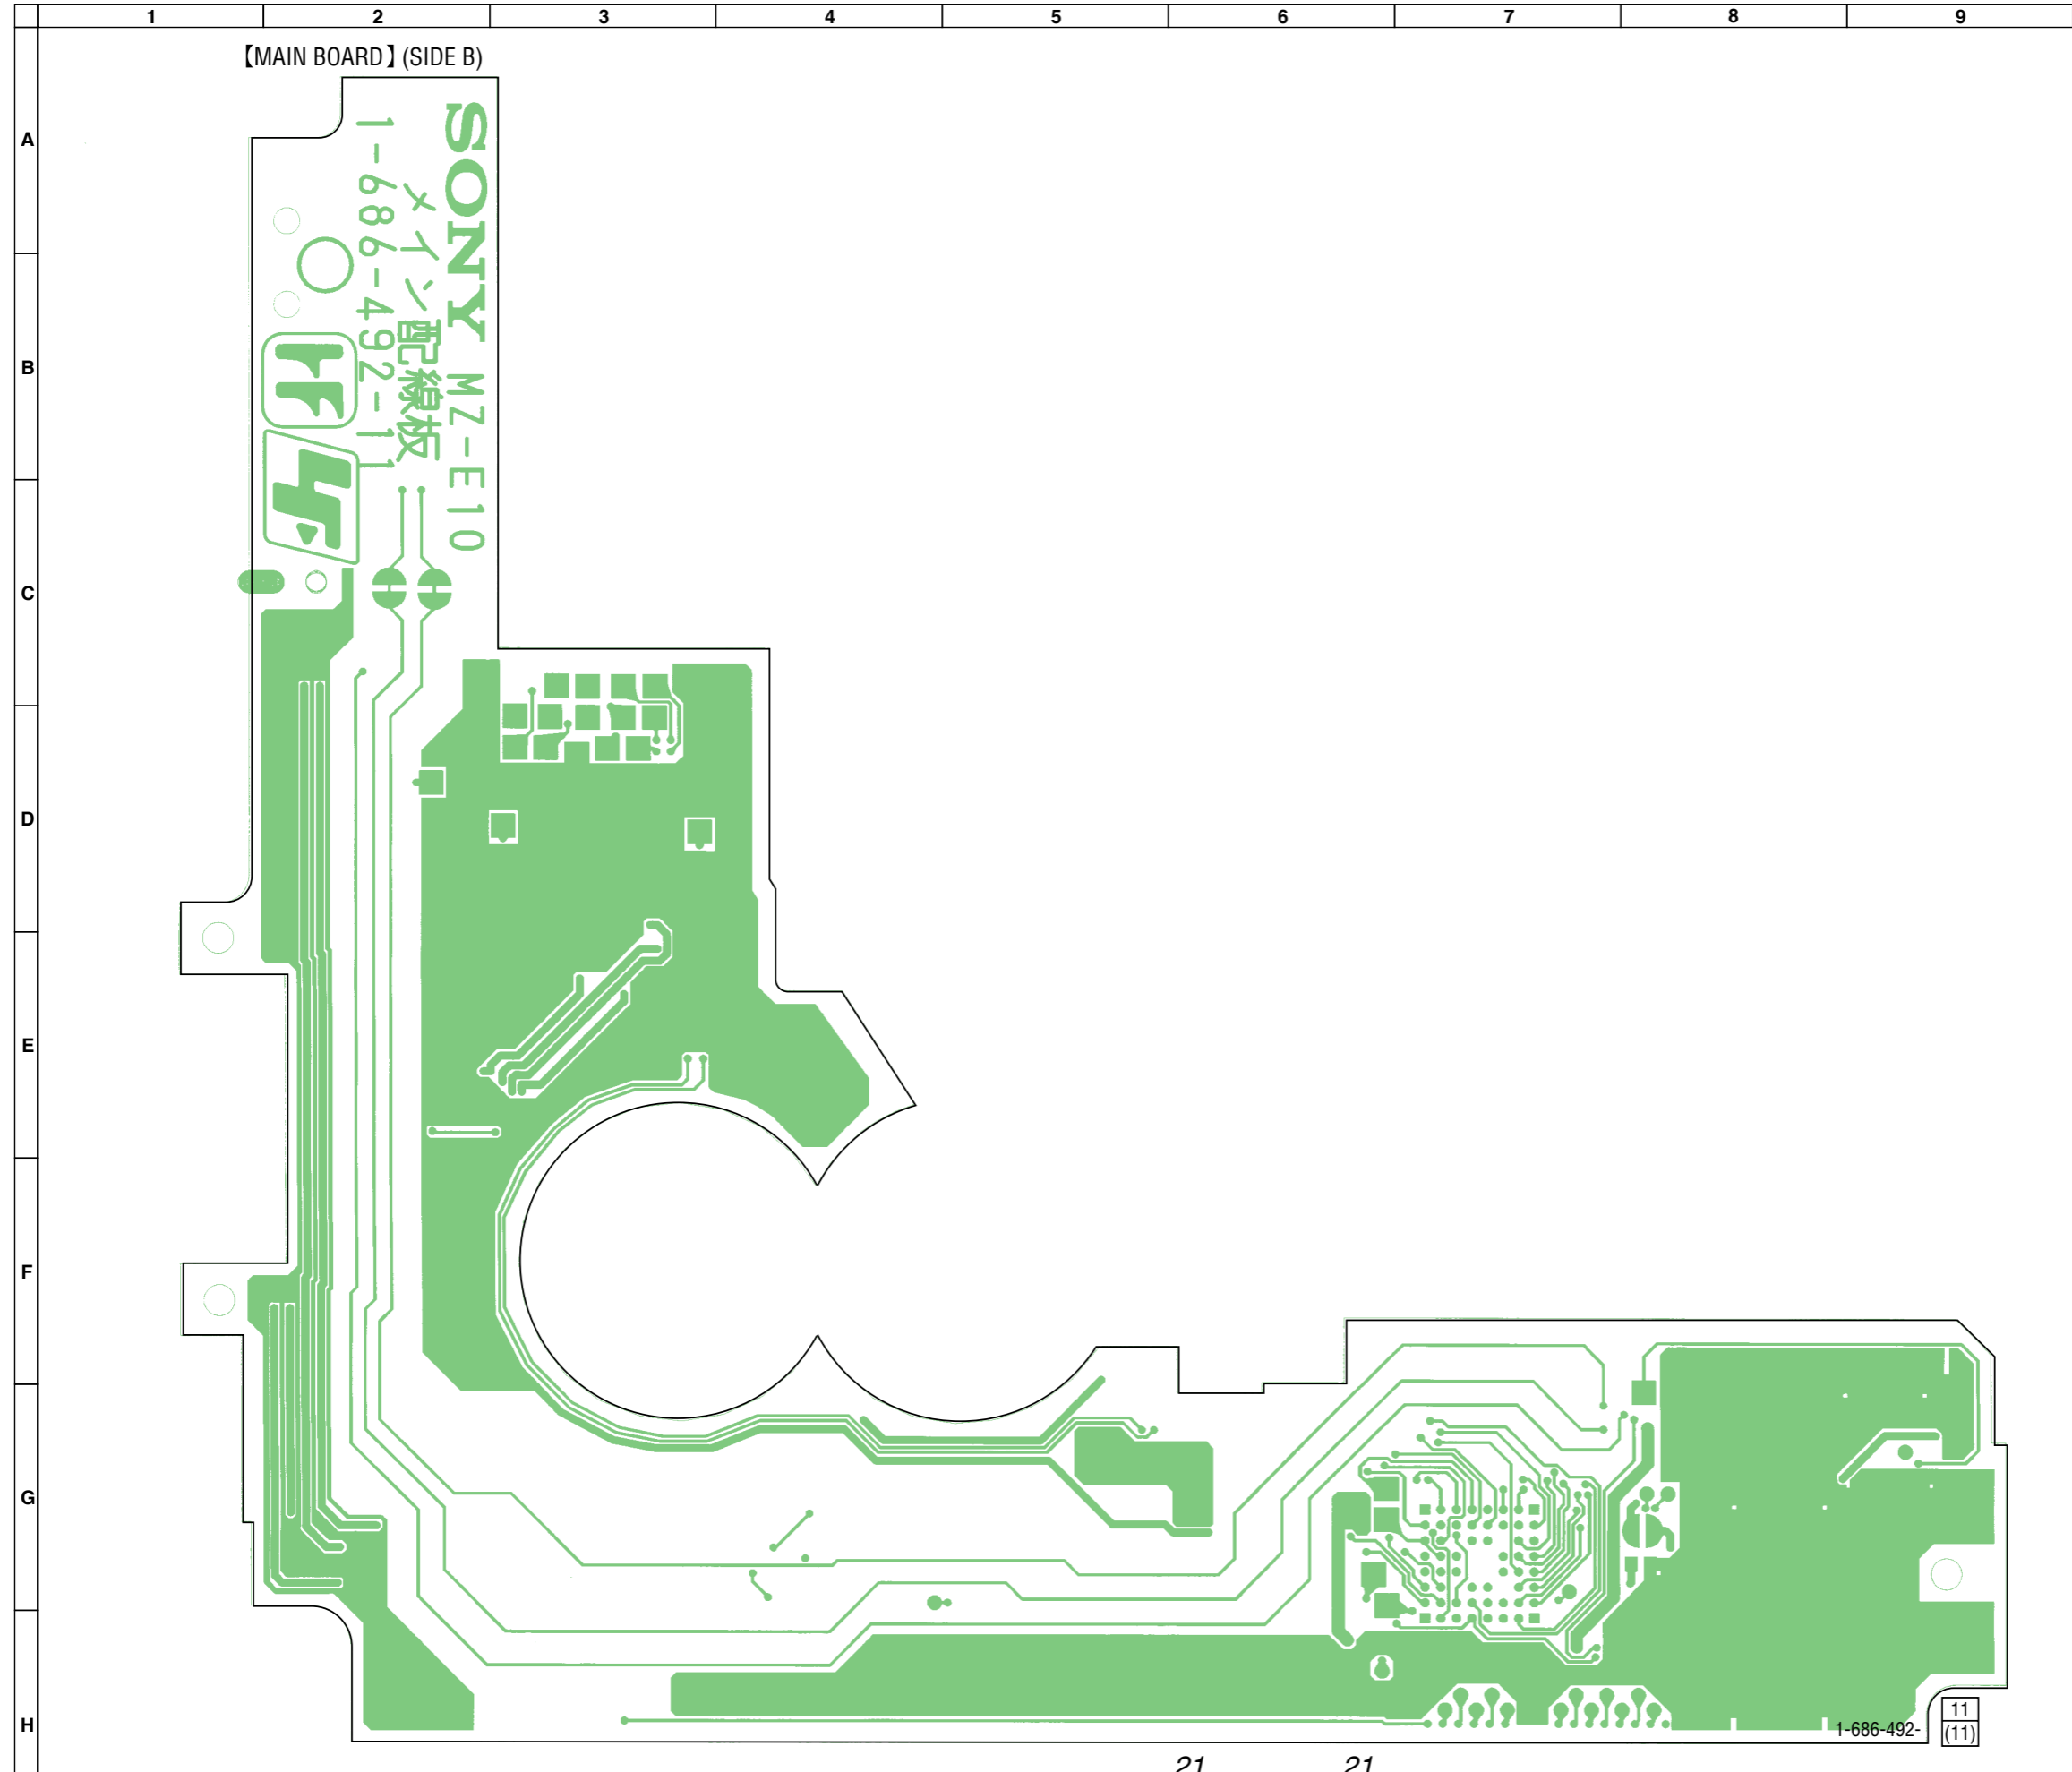 1 2 3 4 5 6 7 8 9
【MAIN BOARD】 (SIDE B)
A
B
C
D
E
F
G
H
SONY MZ-E10
メイン配線板
1-686-492-11
1-686-492- 11 (11)
21 21